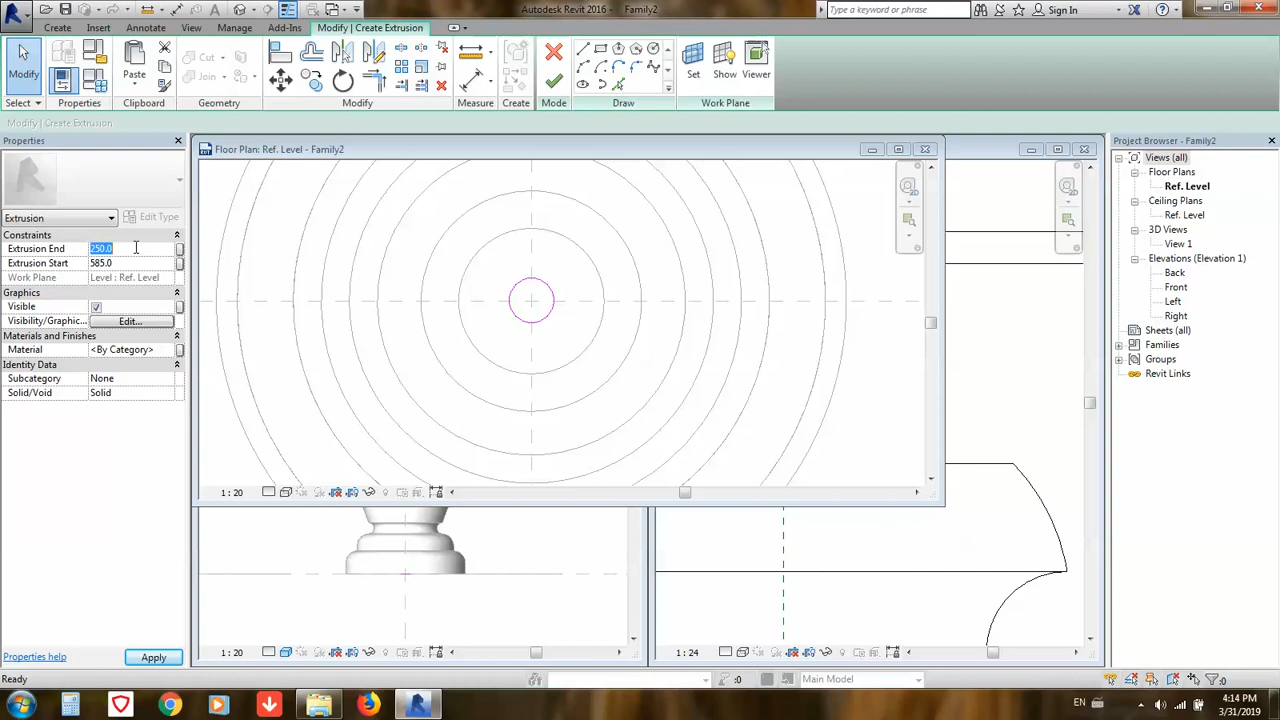 Autodesk Revit 2016 - Family2
Type a keyword or phrase
Sign In
Create
Insert
Annotate
View
Manage
Add-Ins
Modify | Create Extrusion
Modify
Paste
Cut
Join
Set
Show
Viewer
Select
Properties
Clipboard
Geometry
Modify
Measure
Create
Mode
Draw
Work Plane
Modify | Create Extrusion
Properties
Floor Plan: Ref. Level - Family2
Project Browser - Family2
Extrusion
Edit Type
Constraints
Extrusion End 250.0
Extrusion Start 585.0
Work Plane Level : Ref. Level
Graphics
Visible
Visibility/Graphic... Edit...
Materials and Finishes
Material <By Category>
Identity Data
Subcategory None
Solid/Void Solid
Views (all)
Floor Plans
Ref. Level
Ceiling Plans
Ref. Level
3D Views
View 1
Elevations (Elevation 1)
Back
Front
Left
Right
Sheets (all)
Families
Groups
Revit Links
1 : 20
1 : 20
1 : 24
Properties help
Apply
Ready
:0
Main Model
:0
EN
4:14 PM
3/31/2019